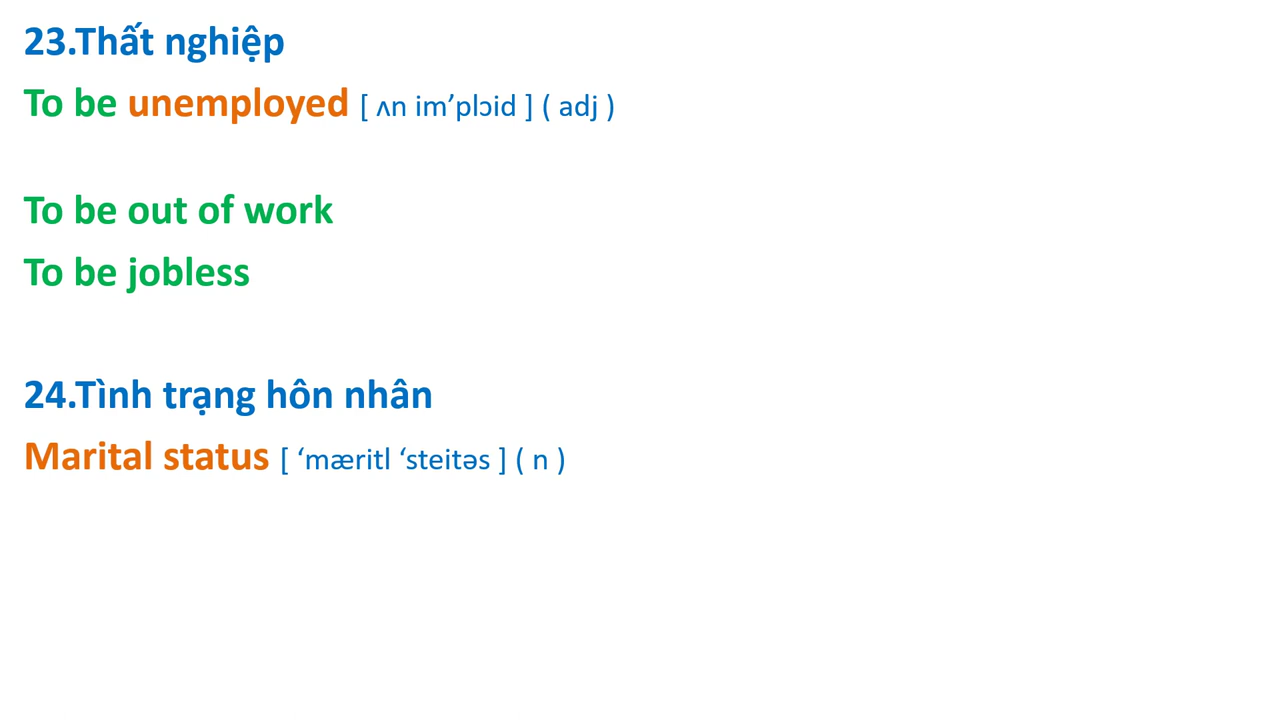 23.Thất nghiệp
To be unemployed [ ʌn im’plɔid ] ( adj )
To be out of work
To be jobless
24.Tình trạng hôn nhân
Marital status [ ‘mæritl ‘steitəs ] ( n )